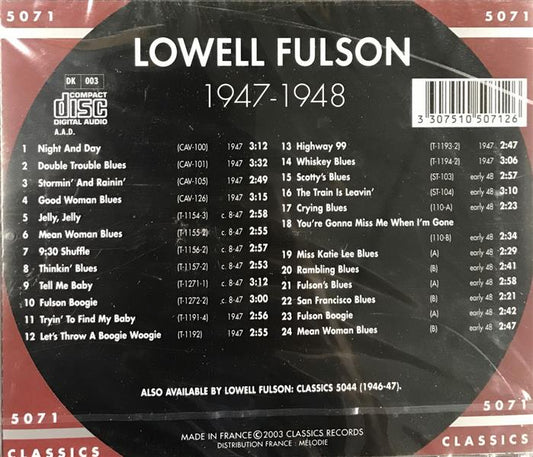 5071
5071
LOWELL FULSON
1947-1948
DK 003
COMPACT
disc
DIGITAL AUDIO
A.A.D.
3 307510 507126
1 Night And Day (CAV-100) 1947 3:12
2 Double Trouble Blues (CAV-101) 1947 3:32
3 Stormin' And Rainin' (CAV-105) 1947 2:49
4 Good Woman Blues (CAV-126) 1947 3:15
5 Jelly, Jelly (T-1154-3) c. 8-47 2:58
6 Mean Woman Blues (T-1155-2) c. 8-47 2:55
7 9:30 Shuffle (T-1156-2) c. 8-47 2:57
8 Thinkin' Blues (T-1157-2) c. 8-47 2:53
9 Tell Me Baby (T-1271-1) c. 8-47 3:12
10 Fulson Boogie (T-1272-2) c. 8-47 3:00
11 Tryin' To Find My Baby (T-1191-4) 1947 2:56
12 Let's Throw A Boogie Woogie (T-1192) 1947 2:55
13 Highway 99 (T-1193-2) 1947 2:47
14 Whiskey Blues (T-1194-2) 1947 3:06
15 Scotty's Blues (ST-103) early 48 2:57
16 The Train Is Leavin' (ST-104) early 48 3:10
17 Crying Blues (110-A) early 48 2:23
18 You're Gonna Miss Me When I'm Gone
(110-B) early 48 2:34
19 Miss Katie Lee Blues (A) early 48 2:29
20 Rambling Blues (B) early 48 2:41
21 Fulson's Blues (A) early 48 2:58
22 San Francisco Blues (B) early 48 2:21
23 Fulson Boogie (A) early 48 2:42
24 Mean Woman Blues (B) early 48 2:47
ALSO AVAILABLE BY LOWELL FULSON: CLASSICS 5044 (1946-47).
5071
5071
MADE IN FRANCE Ⓒ2003 CLASSICS RECORDS
DISTRIBUTION FRANCE : MELODIE
CLASSICS
CLASSICS